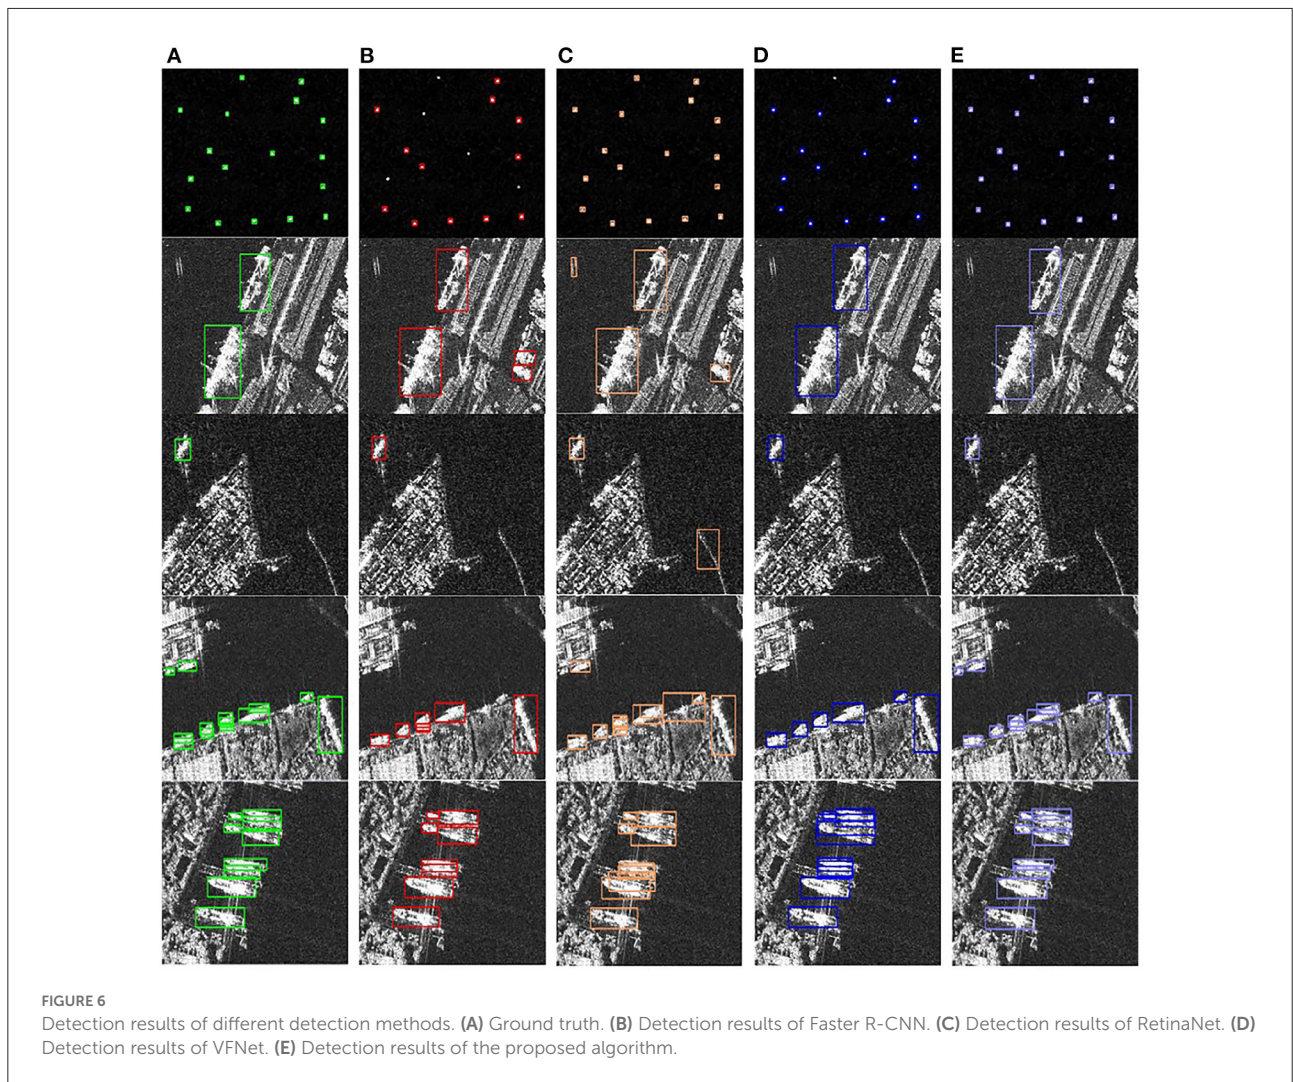 A B C D E
FIGURE 6
Detection results of different detection methods. (A) Ground truth. (B) Detection results of Faster R-CNN. (C) Detection results of RetinaNet. (D)
Detection results of VFNet. (E) Detection results of the proposed algorithm.